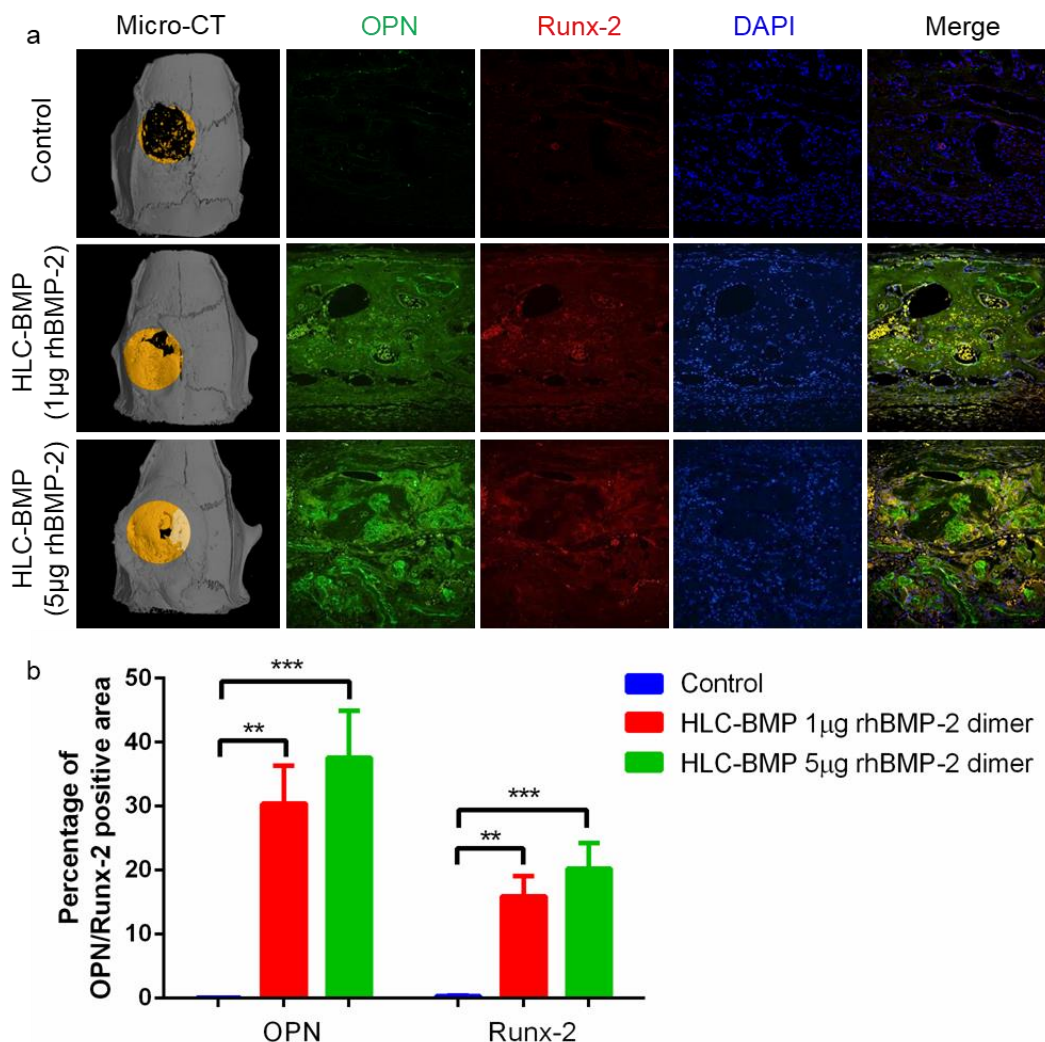 a
Micro-CT
OPN
Runx-2
DAPI
Merge
Control
HLC-BMP
(1μg rhBMP-2)
HLC-BMP
(5μg rhBMP-2)
b
Percentage of
OPN/Runx-2 positive area
50
40
30
20
10
0
***
**
***
**
OPN
Runx-2
Control
HLC-BMP 1μg rhBMP-2 dimer
HLC-BMP 5μg rhBMP-2 dimer